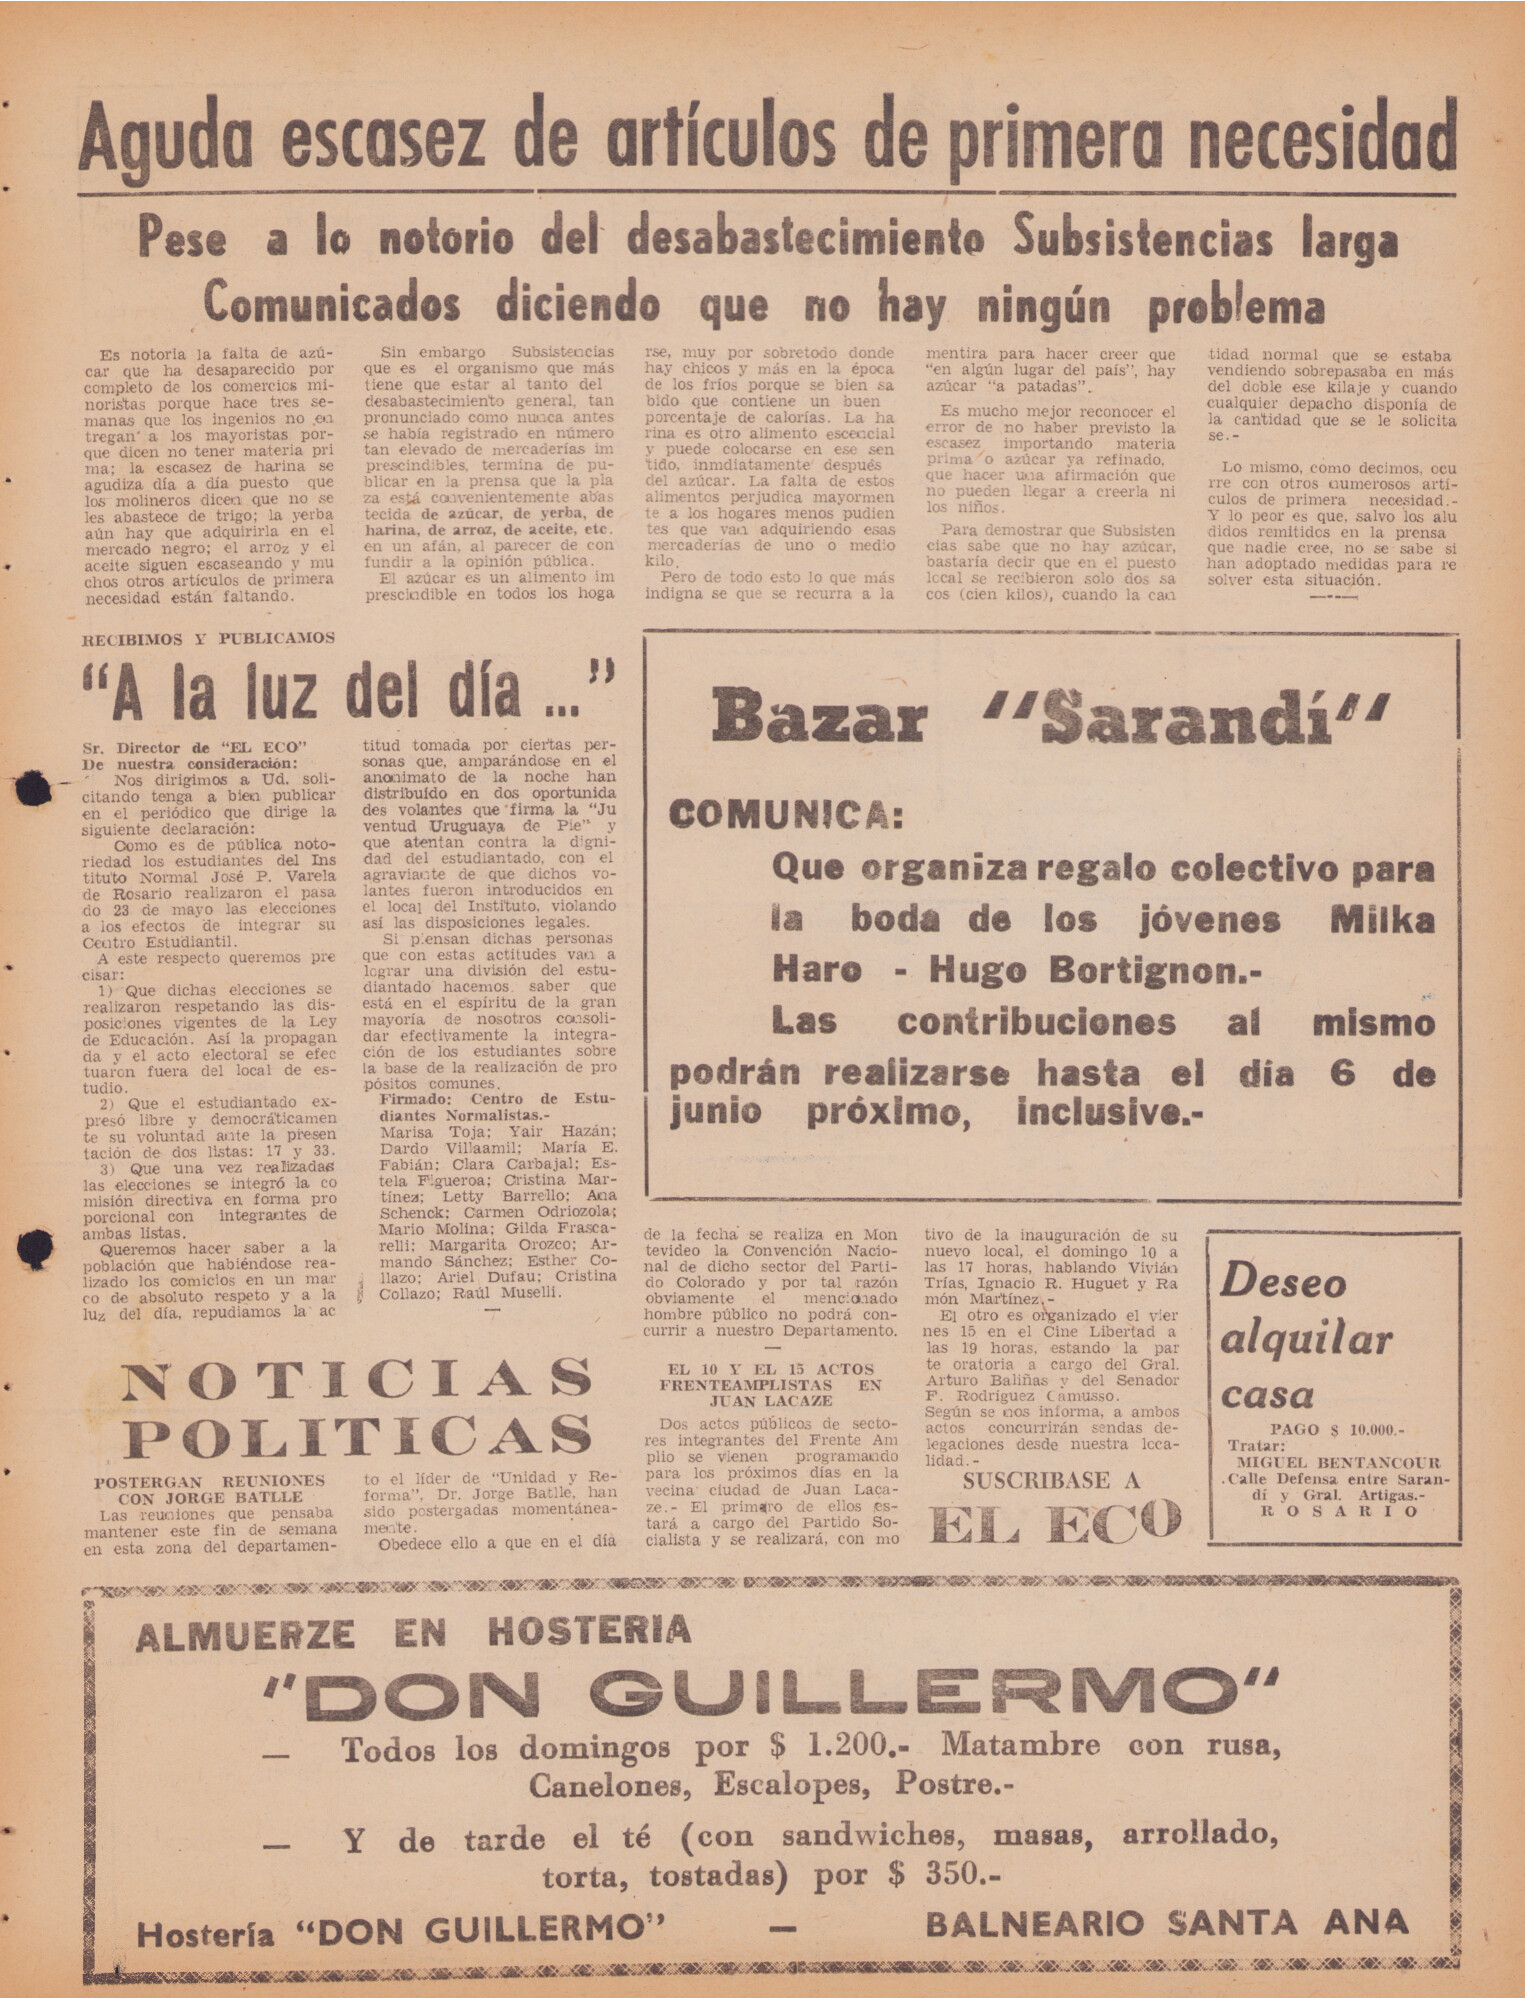 Aguda escasez de artículos de primera necesidad
Pese a lo notorio del desabastecimiento Subsistencias larga
Comunicados diciendo que no hay ningún problema
Es notoria la falta de azú-
car que ha desaparecido por
completo de los comercios mi-
noristas porque hace tres se-
manas que los ingenios no en
tregan a los mayoristas por-
que dicen no tener materia pri
ma; la escasez de harina se
agudiza día a día puesto que
los molineros dicen que no se
les abastece de trigo; la yerba
aún hay que adquirirla en el
mercado negro; el arroz y el
aceite siguen escaseando y mu
chos otros artículos de primera
necesidad están faltando.
Sin embargo Subsistencias
que es el organismo que más
tiene que estar al tanto del
desabastecimiento general, tan
pronunciado como nunca antes
se había registrado en número
tan elevado de mercaderías im
prescindibles, termina de pu-
blicar en la prensa que la pla
za está convenientemente abas
tecida de azúcar, de yerba, de
harina, de arroz, de aceite, etc.
en un afán, al parecer de con
fundir a la opinión pública.
El azúcar es un alimento im
prescindible en todos los hoga
rse, muy por sobretodo donde
hay chicos y más en la época
de los fríos porque se bien sa
bido que contiene un buen
porcentaje de calorías. La ha
rina es otro alimento escencial
y puede colocarse en ese sen
tido, inmdiatamente después
del azúcar. La falta de estos
alimentos perjudica mayormen
te a los hogares menos pudien
tes que van adquiriendo esas
mercaderías de uno o medio
kilo.
Pero de todo esto lo que más
indigna se que se recurra a la
mentira para hacer creer que
"en algún lugar del país", hay
azúcar "a patadas".
Es mucho mejor reconocer el
error de no haber previsto la
escasez importando materia
prima o azúcar ya refinado,
que hacer una afirmación que
no pueden llegar a creerla ni
los niños.
Para demostrar que Subsisten
cias sabe que no hay azúcar,
bastaría decir que en el puesto
local se recibieron solo dos sa
cos (cien kilos), cuando la can
tidad normal que se estaba
vendiendo sobrepasaba en más
del doble ese kilaje y cuando
cualquier depacho disponía de
la cantidad que se le solicita
se.-
Lo mismo, como decimos, ocu
rre con otros numerosos artí-
culos de primera necesidad.-
Y lo peor es que, salvo los alu
didos remitidos en la prensa
que nadie cree, no se sabe si
han adoptado medidas para re
solver esta situación.
RECIBIMOS Y PUBLICAMOS
"A la luz del día ..."
Sr. Director de "EL ECO"
De nuestra consideración:
Nos dirigimos a Ud. soli-
citando tenga a bien publicar
en el periódico que dirige la
siguiente declaración:
Como es de pública noto-
riedad los estudiantes del Ins
tituto Normal José P. Varela
de Rosario realizaron el pasa
do 23 de mayo las elecciones
a los efectos de integrar su
Centro Estudiantil.
A este respecto queremos pre
cisar:
1) Que dichas elecciones se
realizaron respetando las dis-
posiciones vigentes de la Ley
de Educación. Así la propagan
da y el acto electoral se efec
tuaron fuera del local de es-
tudio.
2) Que el estudiantado ex-
presó libre y democráticamen
te su voluntad ante la presen
tación de dos listas: 17 y 33.
3) Que una vez realizadas
las elecciones se integró la co
misión directiva en forma pro
porcional con integrantes de
ambas listas.
Queremos hacer saber a la
población que habiéndose rea-
lizado los comicios en un mar
co de absoluto respeto y a la
luz del día, repudiamos la ac
titud tomada por ciertas per-
sonas que, amparándose en el
anonimato de la noche han
distribuído en dos oportunida
des volantes que firma la "Ju
ventud Uruguaya de Pie" y
que atentan contra la digni-
dad del estudiantado, con el
agraviante de que dichos vo-
lantes fueron introducidos en
el local del Instituto, violando
así las disposiciones legales.
Si piensan dichas personas
que con estas actitudes van a
lograr una división del estu-
diantado hacemos saber que
está en el espíritu de la gran
mayoría de nosotros consoli-
dar efectivamente la integra-
ción de los estudiantes sobre
la base de la realización de pro
pósitos comunes.
Firmado: Centro de Estu-
diantes Normalistas.-
Marisa Toja; Yair Hazán;
Dardo Villaamil; María E.
Fabián; Clara Carbajal; Es-
tela Figueroa; Cristina Mar-
tínez; Letty Barrello; Ana
Schenck; Carmen Odriozola;
Mario Molina; Gilda Frasca-
relli; Margarita Orozco; Ar-
mando Sánchez; Esther Co-
llazo; Ariel Dufau; Cristina
Collazo; Raúl Muselli.
Bazar "Sarandí"
COMUNICA:
Que organiza regalo colectivo para
la boda de los jóvenes Milka
Haro - Hugo Bortignon.-
Las contribuciones al mismo
podrán realizarse hasta el día 6 de
junio próximo, inclusive.-
NOTICIAS
POLITICAS
POSTERGAN REUNIONES
CON JORGE BATLLE
Las reuniones que pensaba
mantener este fin de semana
en esta zona del departamen-
to el líder de "Unidad y Re-
forma", Dr. Jorge Batlle, han
sido postergadas momentánea-
mente.
Obedece ello a que en el día
de la fecha se realiza en Mon
tevideo la Convención Nacio-
nal de dicho sector del Parti-
do Colorado y por tal razón
obviamente el mencionado
hombre público no podrá con-
currir a nuestro Departamento.
EL 10 Y EL 15 ACTOS
FRENTEAMPLISTAS EN
JUAN LACAZE
Dos actos públicos de secto-
res integrantes del Frente Am
plio se vienen programando
para los próximos días en la
vecina ciudad de Juan Laca-
ze.- El primero de ellos es-
tará a cargo del Partido So-
cialista y se realizará, con mo
tivo de la inauguración de su
nuevo local, el domingo 10 a
las 17 horas, hablando Vivián
Trías, Ignacio R. Huguet y Ra
món Martínez.-
El otro es organizado el vier
nes 15 en el Cine Libertad a
las 19 horas, estando la par
te oratoria a cargo del Gral.
Arturo Baliñas y del Senador
F. Rodríguez Camusso.
Según se nos informa, a ambos
actos concurrirán sendas de-
legaciones desde nuestra loca-
lidad.-
SUSCRIBASE A
EL ECO
Deseo
alquilar
casa
PAGO $ 10.000.-
Tratar:
MIGUEL BENTANCOUR
Calle Defensa entre Saran-
dí y Gral. Artigas.-
ROSARIO
ALMUERZE EN HOSTERIA
"DON GUILLERMO"
— Todos los domingos por $ 1.200.- Matambre con rusa,
Canelones, Escalopes, Postre.-
— Y de tarde el té (con sandwiches, masas, arrollado,
torta, tostadas) por $ 350.-
Hostería "DON GUILLERMO" — BALNEARIO SANTA ANA